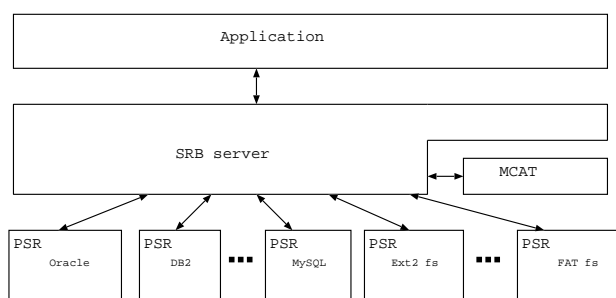 Application
SRB server
MCAT
PSR PSR PSR PSR PSR
Oracle DB2 MySQL Ext2 fs FAT fs